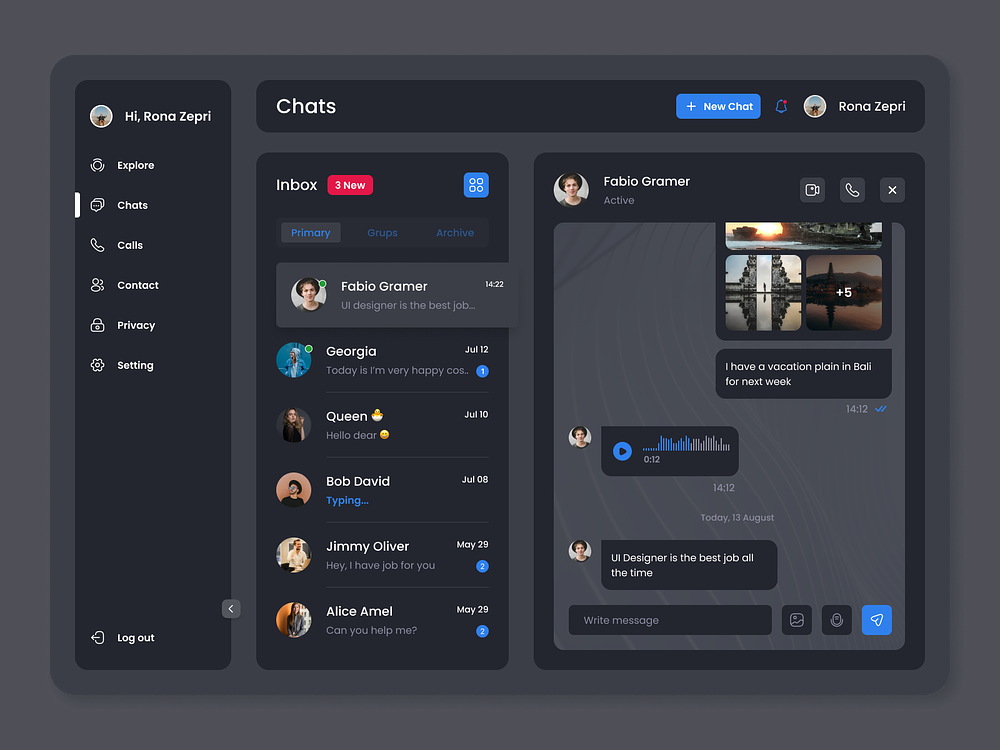 Hi, Rona Zepri
Explore
Chats
Calls
Contact
Privacy
Setting
Log out
Chats
New Chat
Rona Zepri
Inbox
3 New
Primary
Grups
Archive
Fabio Gramer
14:22
UI designer is the best job...
Georgia
Jul 12
Today is I'm very happy cos..
1
Queen 🐣
Jul 10
Hello dear 😄
Bob David
Jul 08
Typing...
Jimmy Oliver
May 29
Hey, I have job for you
2
Alice Amel
May 29
Can you help me?
2
Fabio Gramer
Active
+5
I have a vacation plain in Bali
for next week
14:12
0:12
14:12
Today, 13 August
UI Designer is the best job all
the time
Write message